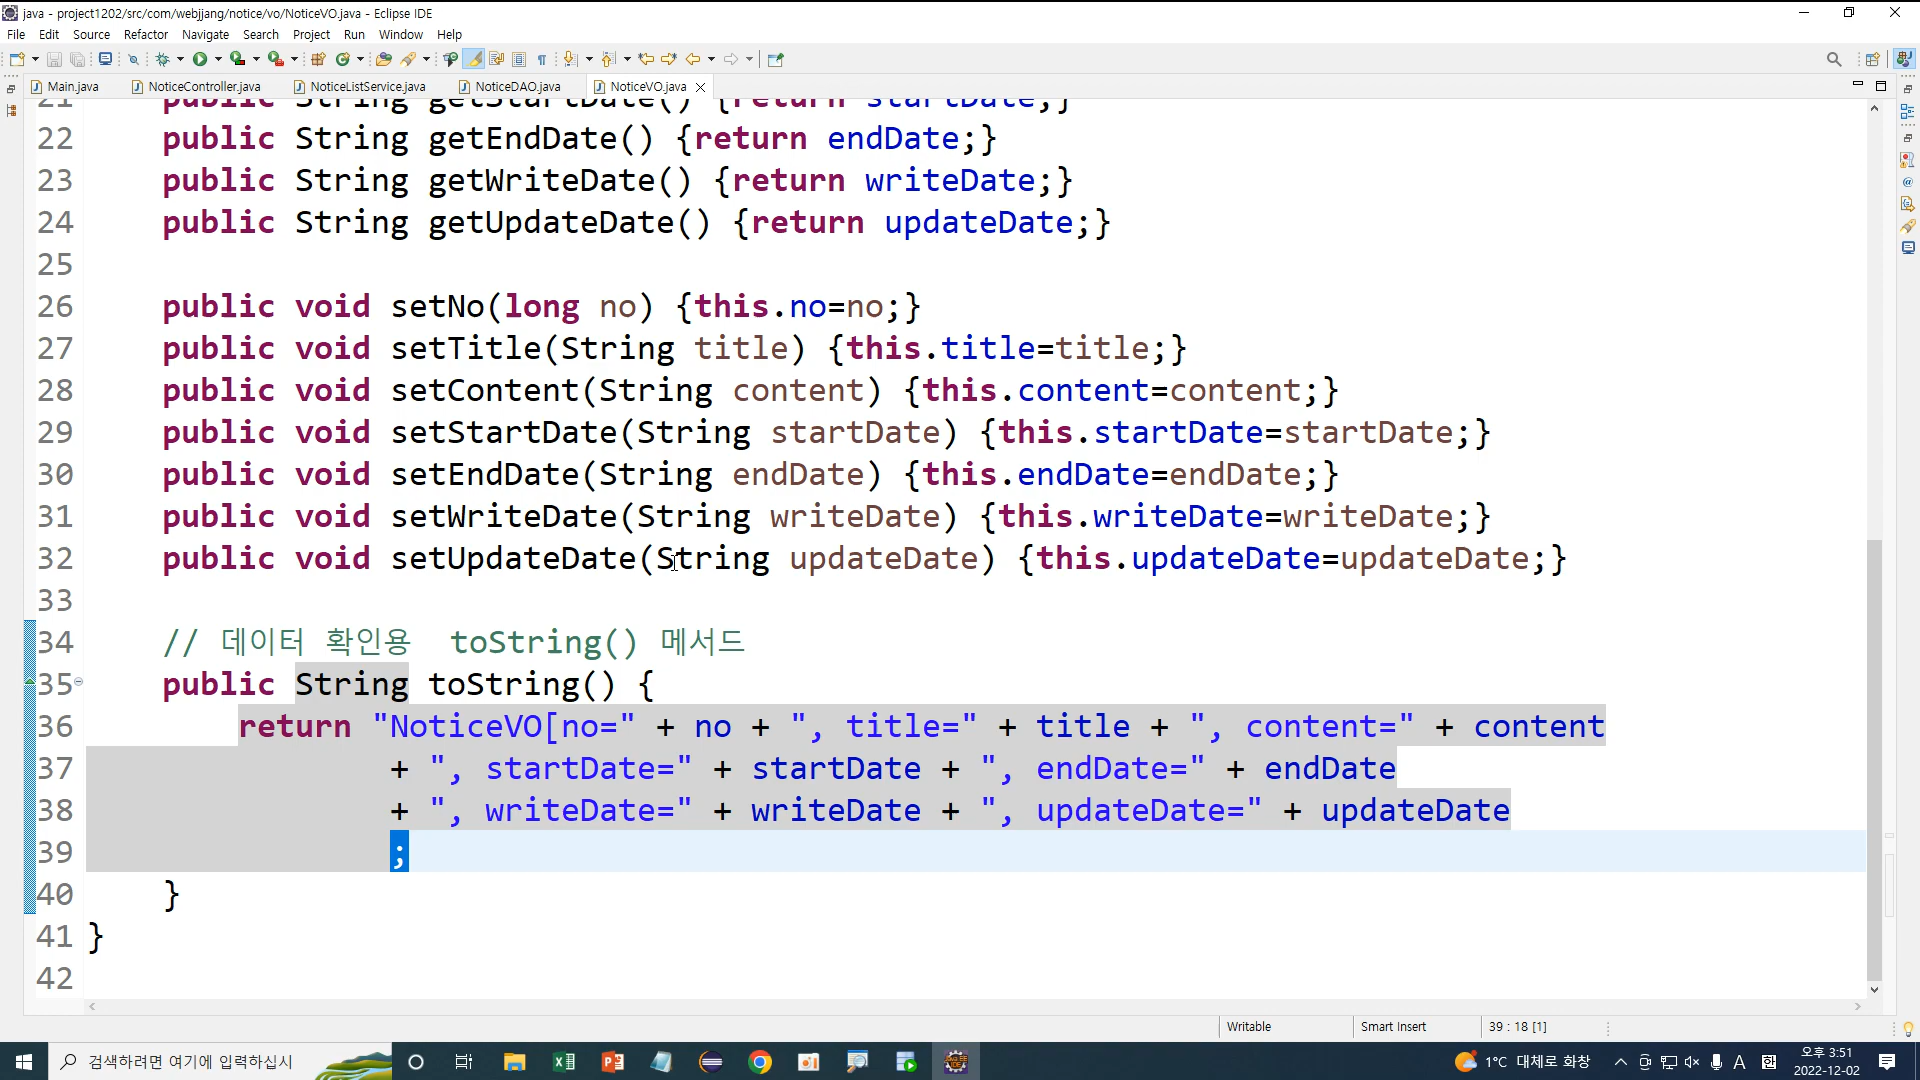 java - project1202/src/com/webjjang/notice/vo/NoticeVO.java - Eclipse IDE
File Edit Source Refactor Navigate Search Project Run Window Help
Main.java NoticeController.java NoticeListService.java NoticeDAO.java NoticeVO.java
21 public String getStartDate() {return startDate;}
22 public String getEndDate() {return endDate;}
23 public String getWriteDate() {return writeDate;}
24 public String getUpdateDate() {return updateDate;}
25
26 public void setNo(long no) {this.no=no;}
27 public void setTitle(String title) {this.title=title;}
28 public void setContent(String content) {this.content=content;}
29 public void setStartDate(String startDate) {this.startDate=startDate;}
30 public void setEndDate(String endDate) {this.endDate=endDate;}
31 public void setWriteDate(String writeDate) {this.writeDate=writeDate;}
32 public void setUpdateDate(String updateDate) {this.updateDate=updateDate;}
33
34 // 데이터 확인용  toString() 메서드
35 public String toString() {
36 return "NoticeVO[no=" + no + ", title=" + title + ", content=" + content
37 + ", startDate=" + startDate + ", endDate=" + endDate
38 + ", writeDate=" + writeDate + ", updateDate=" + updateDate
39 ;
40 }
41 }
42
Writable Smart Insert 39 : 18 [1]
검색하려면 여기에 입력하십시 1°C 대체로 화창 A 오후 3:51
2022-12-02